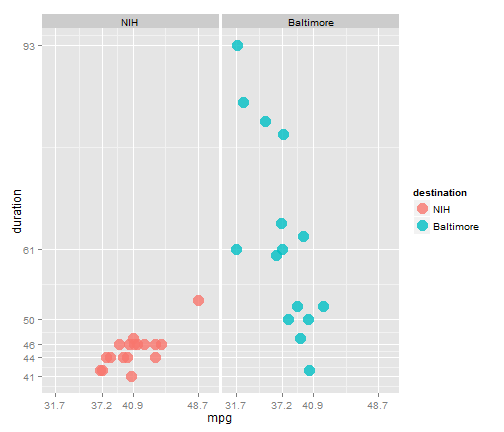 NIH Baltimore
93
61
50
46
44
41
duration
31.7 37.2 40.9 48.7 31.7 37.2 40.9 48.7
mpg
destination
NIH
Baltimore